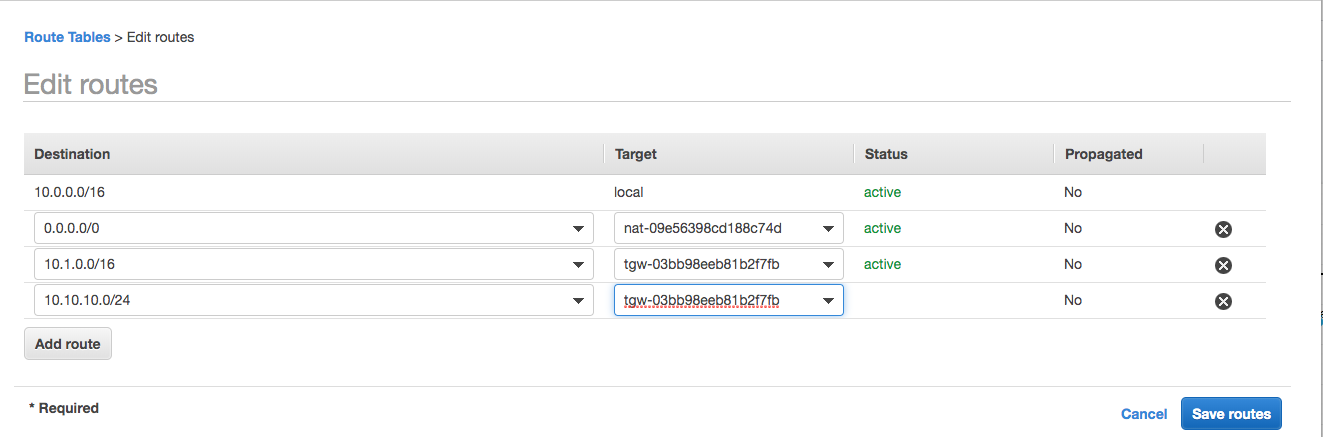 Route Tables > Edit routes
Edit routes
Destination Target Status Propagated
10.0.0.0/16 local active No
0.0.0.0/0 nat-09e56398cd188c74d active No
10.1.0.0/16 tgw-03bb98eeb81b2f7fb active No
10.10.10.0/24 tgw-03bb98eeb81b2f7fb No
Add route
* Required
Cancel Save routes